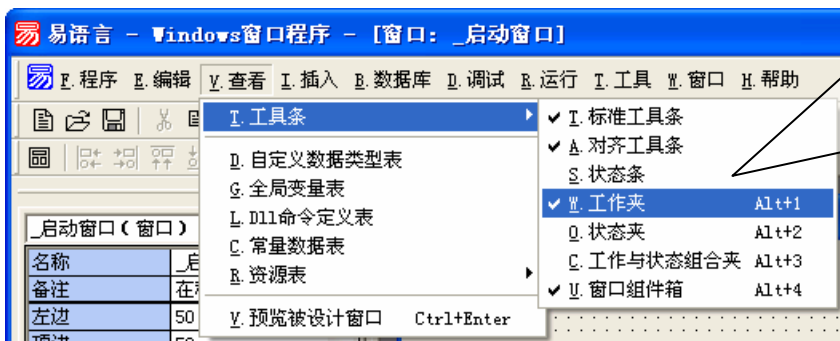 易语言 - Windows窗口程序 - [窗口: _启动窗口]
F.程序 E.编辑 V.查看 I.插入 B.数据库 D.调试 R.运行 T.工具 W.窗口 H.帮助
T.工具条
D.自定义数据类型表
G.全局变量表
L.Dll命令定义表
C.常量数据表
R.资源表
V.预览被设计窗口 Ctrl+Enter
T.标准工具条
A.对齐工具条
S.状态条
W.工作夹 Alt+1
O.状态夹 Alt+2
C.工作与状态组合夹 Alt+3
U.窗口组件箱 Alt+4
_启动窗口(窗口)
名称 _启
备注 在
左边 50
顶边 50